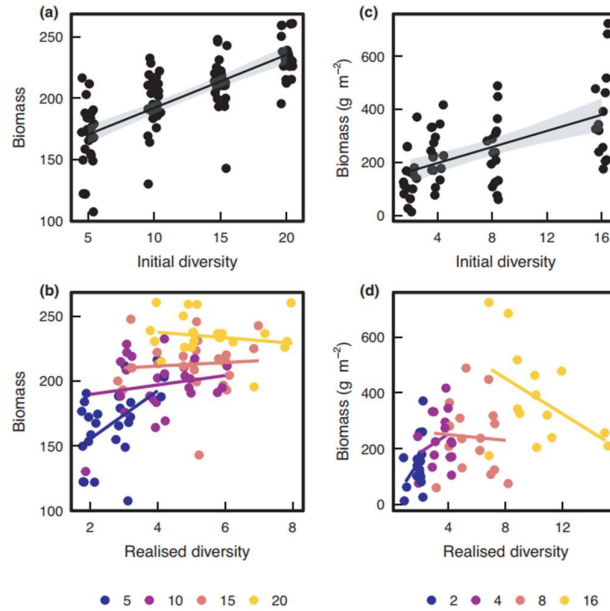 (a)
250
200
150
100
Biomass
5
10
15
20
Initial diversity
(c)
600
400
200
0
Biomass (g m⁻²)
0
4
8
12
16
Initial diversity
(b)
250
200
150
100
Biomass
2
4
6
8
Realised diversity
(d)
600
400
200
0
Biomass (g m⁻²)
4
8
12
Realised diversity
5 10 15 20
2 4 8 16